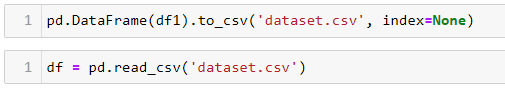 1 pd.DataFrame(df1).to_csv('dataset.csv', index=None)
1 df = pd.read_csv('dataset.csv')